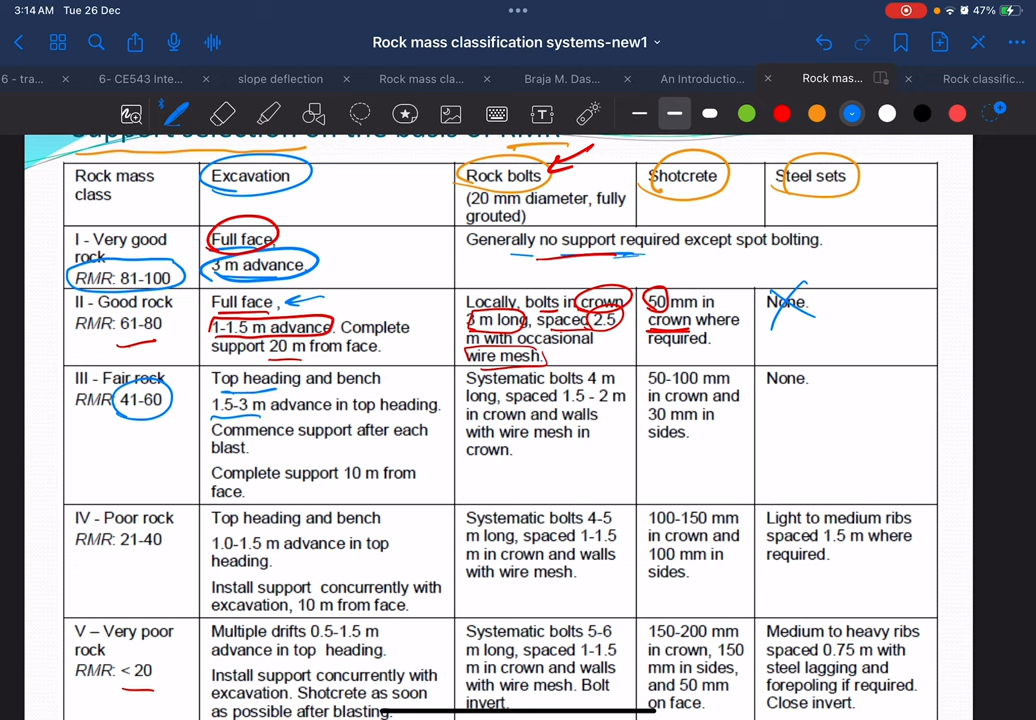 3:14 AM Tue 26 Dec
47%
Rock mass classification systems-new1
6 - tra...
6- CE543 Inte...
slope deflection
Rock mass cla...
Braja M. Das...
An Introductio...
Rock mas...
Rock classific...
Support selection on the basis of RMR
Rock mass
class
Excavation
Rock bolts
(20 mm diameter, fully
grouted)
Shotcrete
Steel sets
I - Very good
rock
RMR: 81-100
Full face,
3 m advance.
Generally no support required except spot bolting.
II - Good rock
RMR: 61-80
Full face ,
1-1.5 m advance. Complete
support 20 m from face.
Locally, bolts in crown
3 m long, spaced 2.5
m with occasional
wire mesh.
50 mm in
crown where
required.
None.
III - Fair rock
RMR: 41-60
Top heading and bench
1.5-3 m advance in top heading.
Commence support after each
blast.
Complete support 10 m from
face.
Systematic bolts 4 m
long, spaced 1.5 - 2 m
in crown and walls
with wire mesh in
crown.
50-100 mm
in crown and
30 mm in
sides.
None.
IV - Poor rock
RMR: 21-40
Top heading and bench
1.0-1.5 m advance in top
heading.
Install support concurrently with
excavation, 10 m from face.
Systematic bolts 4-5
m long, spaced 1-1.5
m in crown and walls
with wire mesh.
100-150 mm
in crown and
100 mm in
sides.
Light to medium ribs
spaced 1.5 m where
required.
V – Very poor
rock
RMR: < 20
Multiple drifts 0.5-1.5 m
advance in top heading.
Install support concurrently with
excavation. Shotcrete as soon
as possible after blasting.
Systematic bolts 5-6
m long, spaced 1-1.5
m in crown and walls
with wire mesh. Bolt
invert.
150-200 mm
in crown, 150
mm in sides,
and 50 mm
on face.
Medium to heavy ribs
spaced 0.75 m with
steel lagging and
forepoling if required.
Close invert.